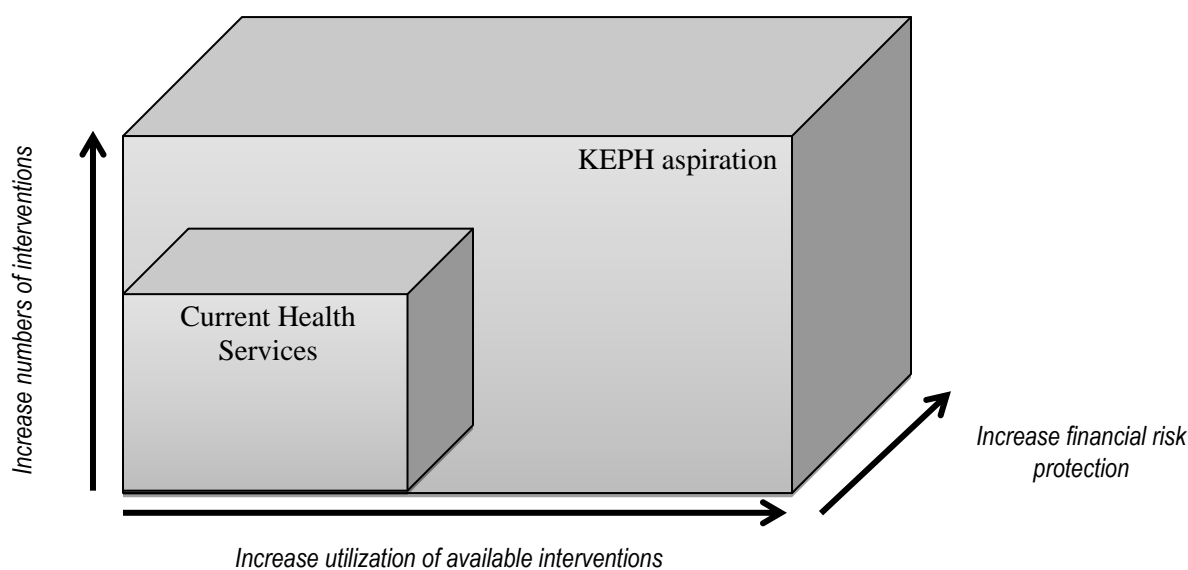 KEPH aspiration
Increase numbers of interventions
Current Health
Services
Increase financial risk
protection
Increase utilization of available interventions